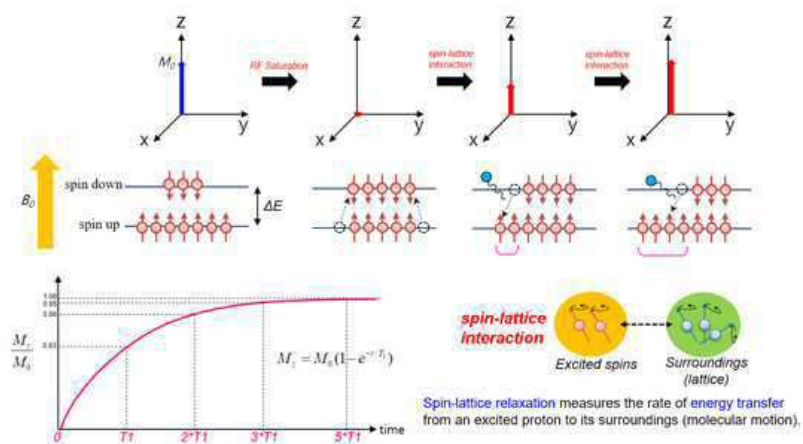 z
z
z
z
M₀
RF Saturation
spin-lattice
interaction
spin-lattice
interaction
x
y
x
y
x
y
x
y
B₀
spin down
ΔE
spin up
1.00
0.95
0.86
0.63
M_z / M₀
M_z = M₀(1−e^{−t/T₁})
0
T1
2*T1
3*T1
5*T1
time
spin-lattice
interaction
Excited spins
Surroundings
(lattice)
Spin-lattice relaxation measures the rate of energy transfer
from an excited proton to its surroundings (molecular motion).